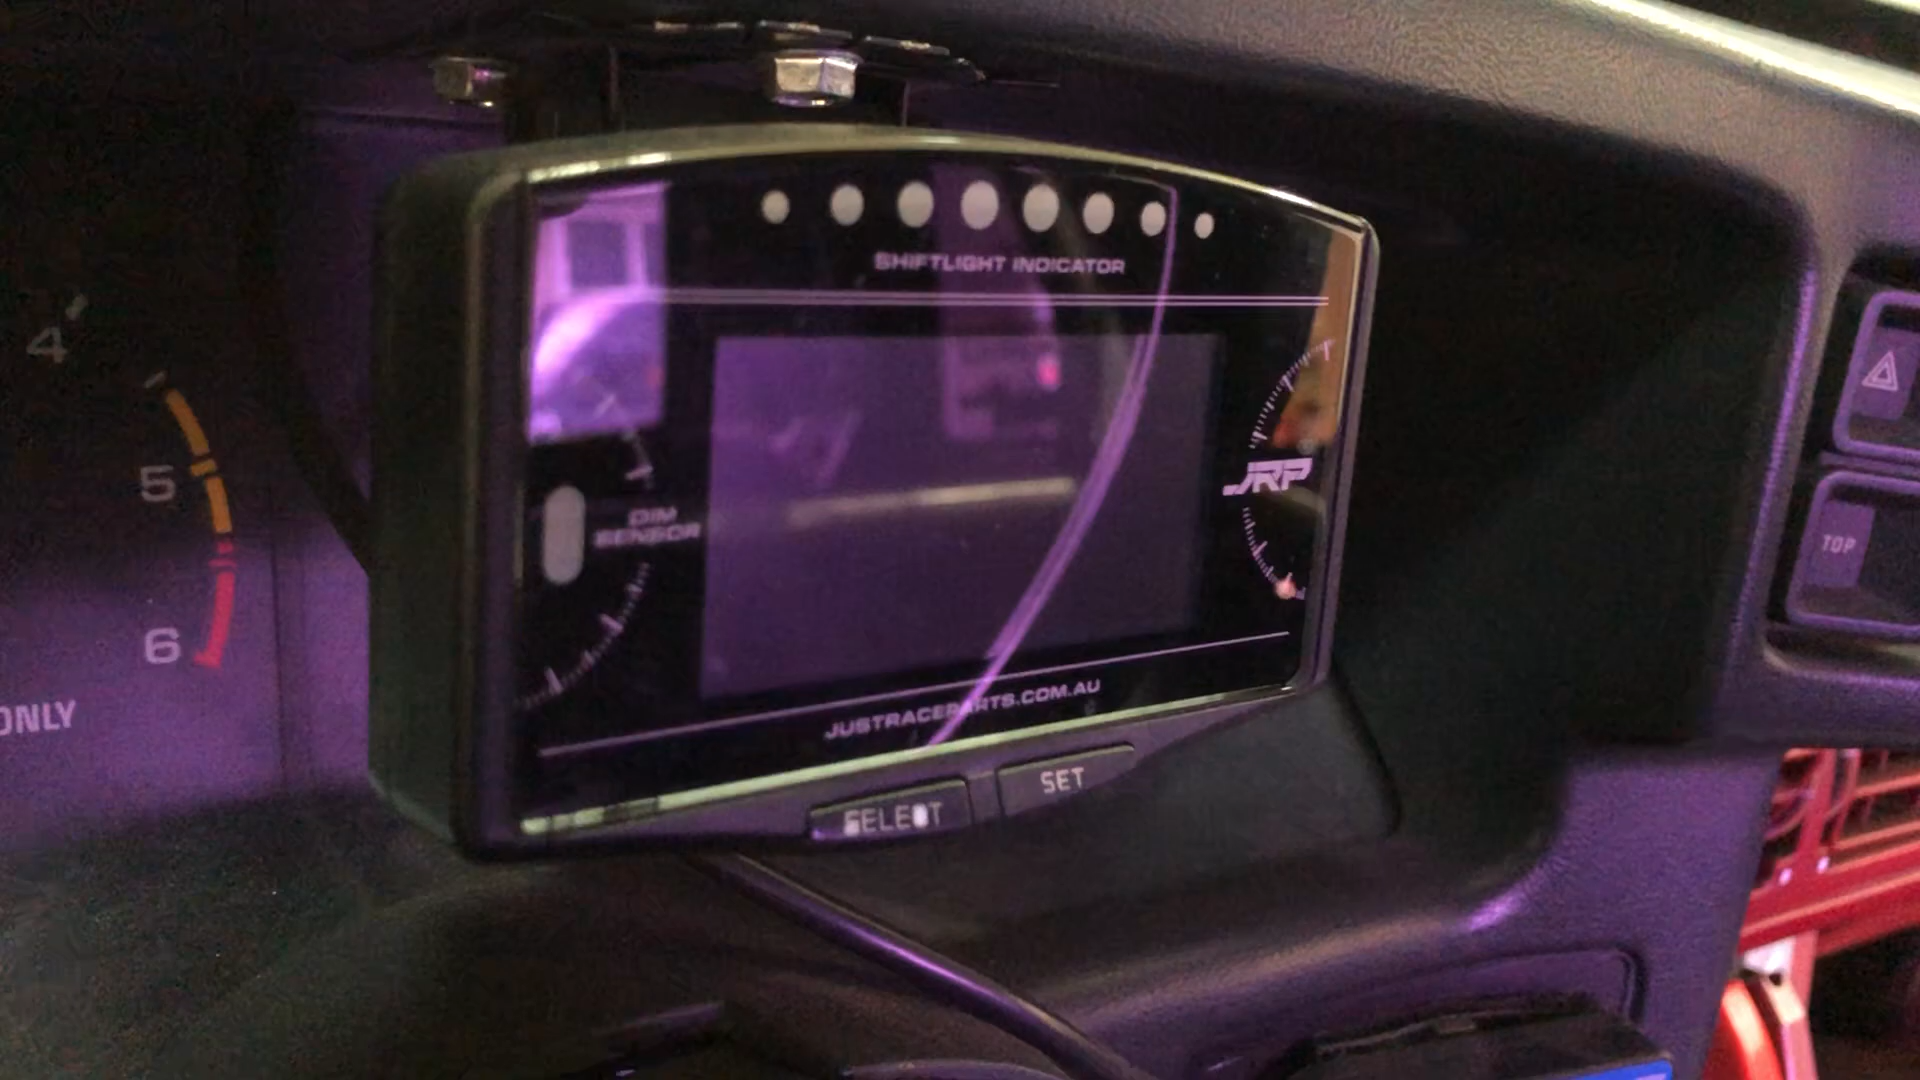 4
5
6
ONLY
SHIFTLIGHT INDICATOR
DIM
SENSOR
JRP
JUSTRACEPARTS.COM.AU
SELECT
SET
TOP